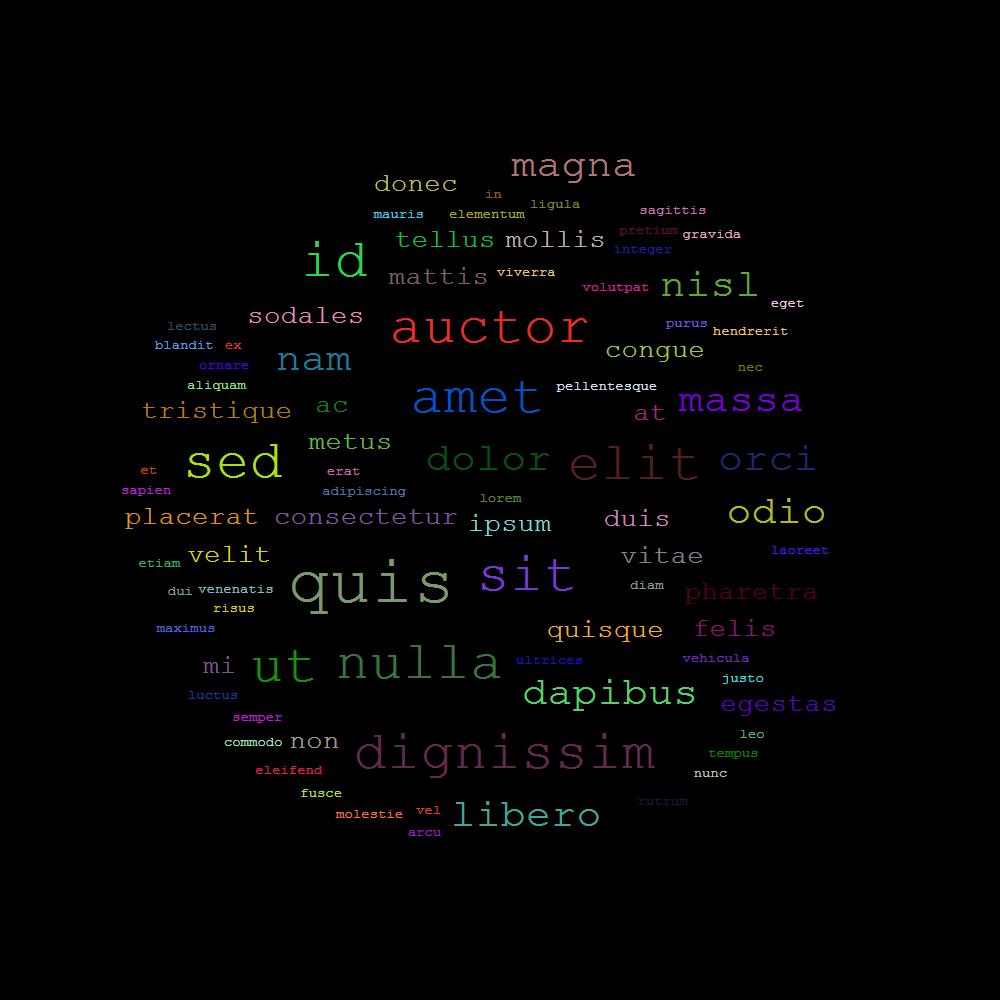 magna
donec
in
ligula
mauris
elementum
sagittis
pretium
gravida
tellus
mollis
integer
id
mattis
viverra
volutpat
nisl
eget
sodales
auctor
lectus
purus
hendrerit
blandit
ex
congue
nam
ornare
nec
aliquam
amet
pellentesque
tristique
ac
at
massa
metus
sed
dolor
elit
orci
et
erat
sapien
adipiscing
lorem
placerat
consectetur
ipsum
duis
odio
velit
vitae
laoreet
etiam
quis
sit
dui
venenatis
diam
pharetra
risus
maximus
quisque
felis
mi
ut
nulla
ultrices
vehicula
justo
luctus
dapibus
egestas
semper
commodo
non
leo
dignissim
tempus
eleifend
nunc
fusce
rutrum
molestie
vel
libero
arcu